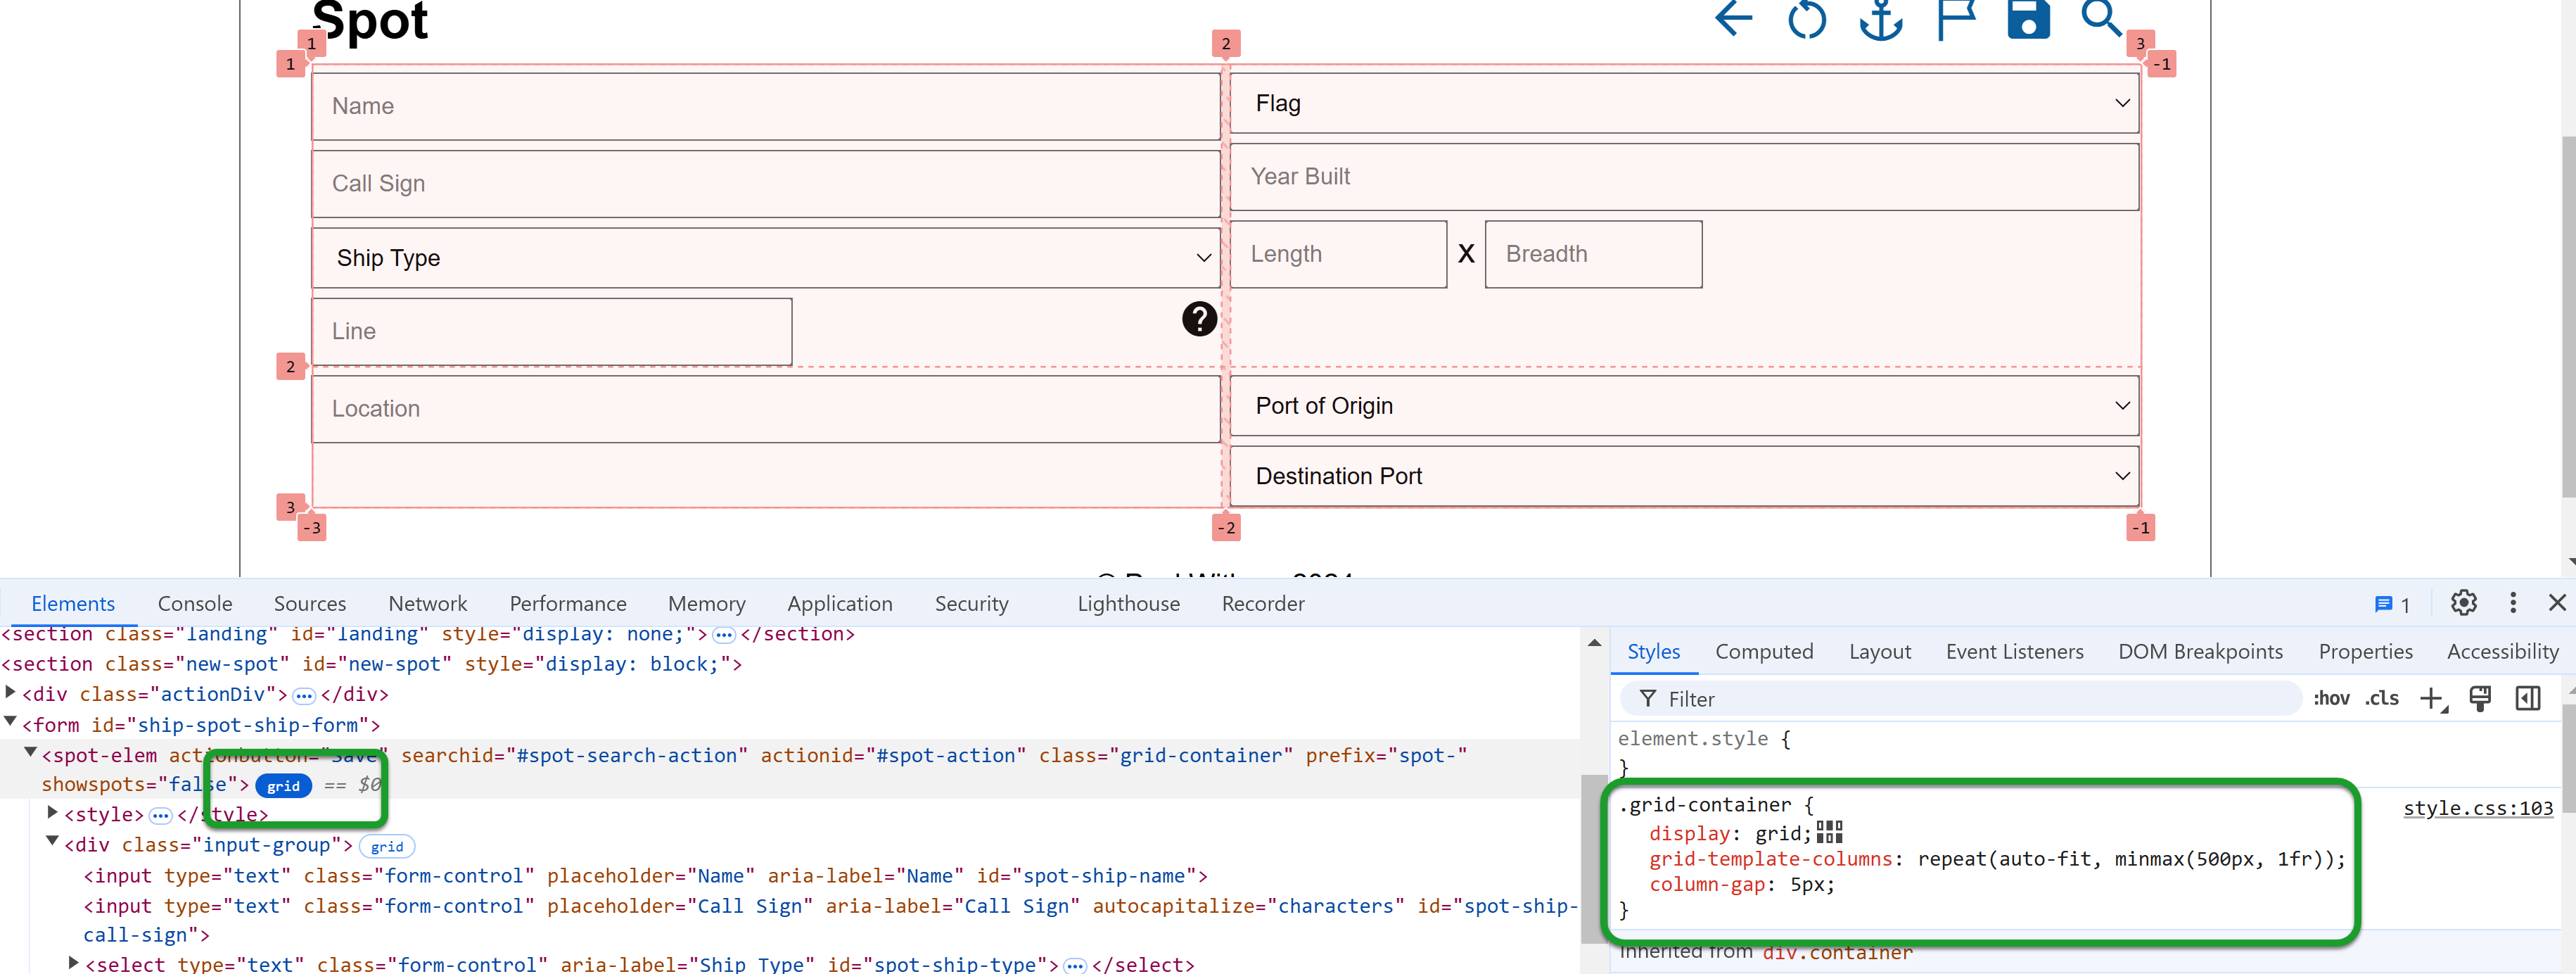 Spot
1
2
3
1
-1
Name
Flag
Call Sign
Year Built
Ship Type
Length X Breadth
Line
?
2
Location
Port of Origin
Destination Port
3
-3
-2
-1
Elements Console Sources Network Performance Memory Application Security Lighthouse Recorder 1
<section class="landing" id="landing" style="display: none;">…</section>
<section class="new-spot" id="new-spot" style="display: block;">
<div class="actionDiv">…</div>
<form id="ship-spot-ship-form">
<spot-elem actionbutton="Save" searchid="#spot-search-action" actionid="#spot-action" class="grid-container" prefix="spot-"
showspots="false"> grid == $0
<style>…</style>
<div class="input-group"> grid
<input type="text" class="form-control" placeholder="Name" aria-label="Name" id="spot-ship-name">
<input type="text" class="form-control" placeholder="Call Sign" aria-label="Call Sign" autocapitalize="characters" id="spot-ship-
call-sign">
<select type="text" class="form-control" aria-label="Ship Type" id="spot-ship-type">…</select>
Styles Computed Layout Event Listeners DOM Breakpoints Properties Accessibility
Filter :hov .cls
element.style {
}
.grid-container { style.css:103
display: grid;
grid-template-columns: repeat(auto-fit, minmax(500px, 1fr));
column-gap: 5px;
}
Inherited from div.container